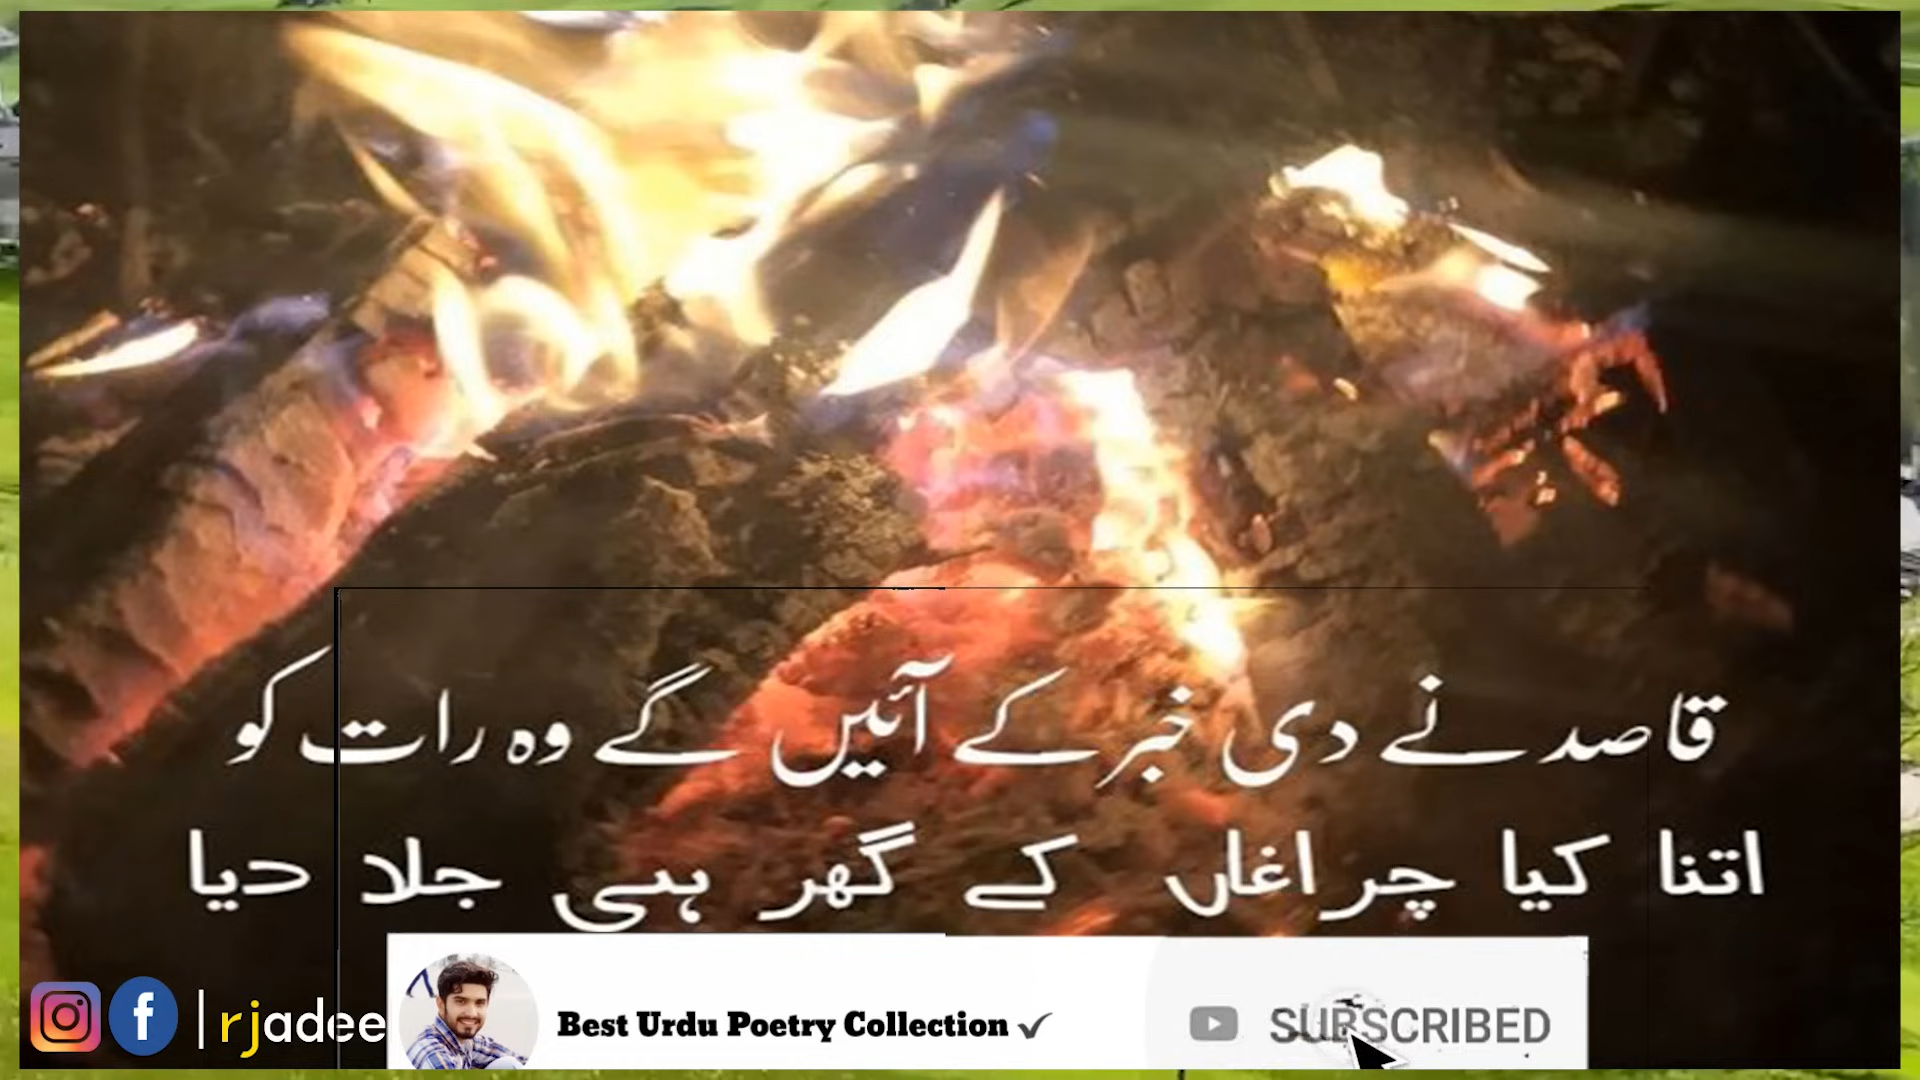 قاصد نے دی خبر کے آئیں گے وہ رات کو
اتنا کیا چراغاں کے گھر ہی جلا دیا
rjadee
Best Urdu Poetry Collection
SUBSCRIBED